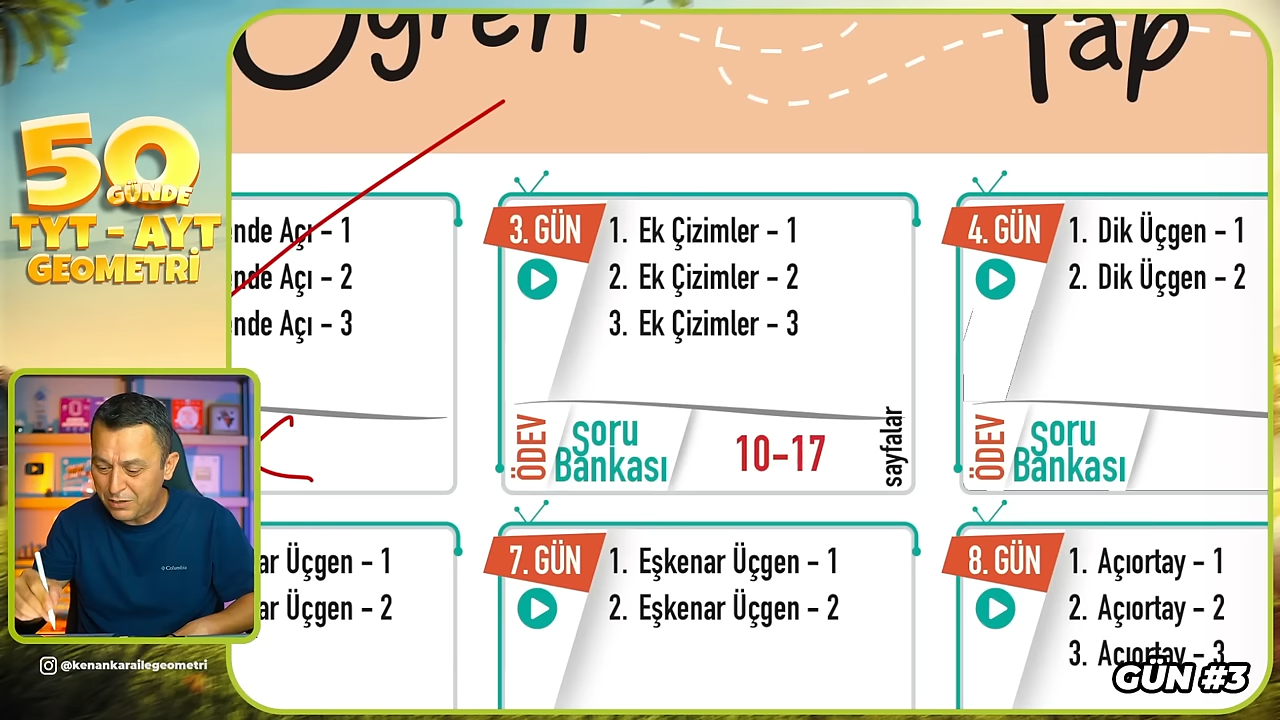 Öğren
Yap
50
GÜNDE
TYT - AYT
GEOMETRİ
nde Açı - 1
nde Açı - 2
nde Açı - 3
3. GÜN
1. Ek Çizimler - 1
2. Ek Çizimler - 2
3. Ek Çizimler - 3
ÖDEV
Soru
Bankası
10-17
sayfalar
4. GÜN
1. Dik Üçgen - 1
2. Dik Üçgen - 2
ÖDEV
Soru
Bankası
ar Üçgen - 1
ar Üçgen - 2
7. GÜN
1. Eşkenar Üçgen - 1
2. Eşkenar Üçgen - 2
8. GÜN
1. Açıortay - 1
2. Açıortay - 2
3. Açıortay - 3
Columbia
@kenankarailegeometri
GÜN #3